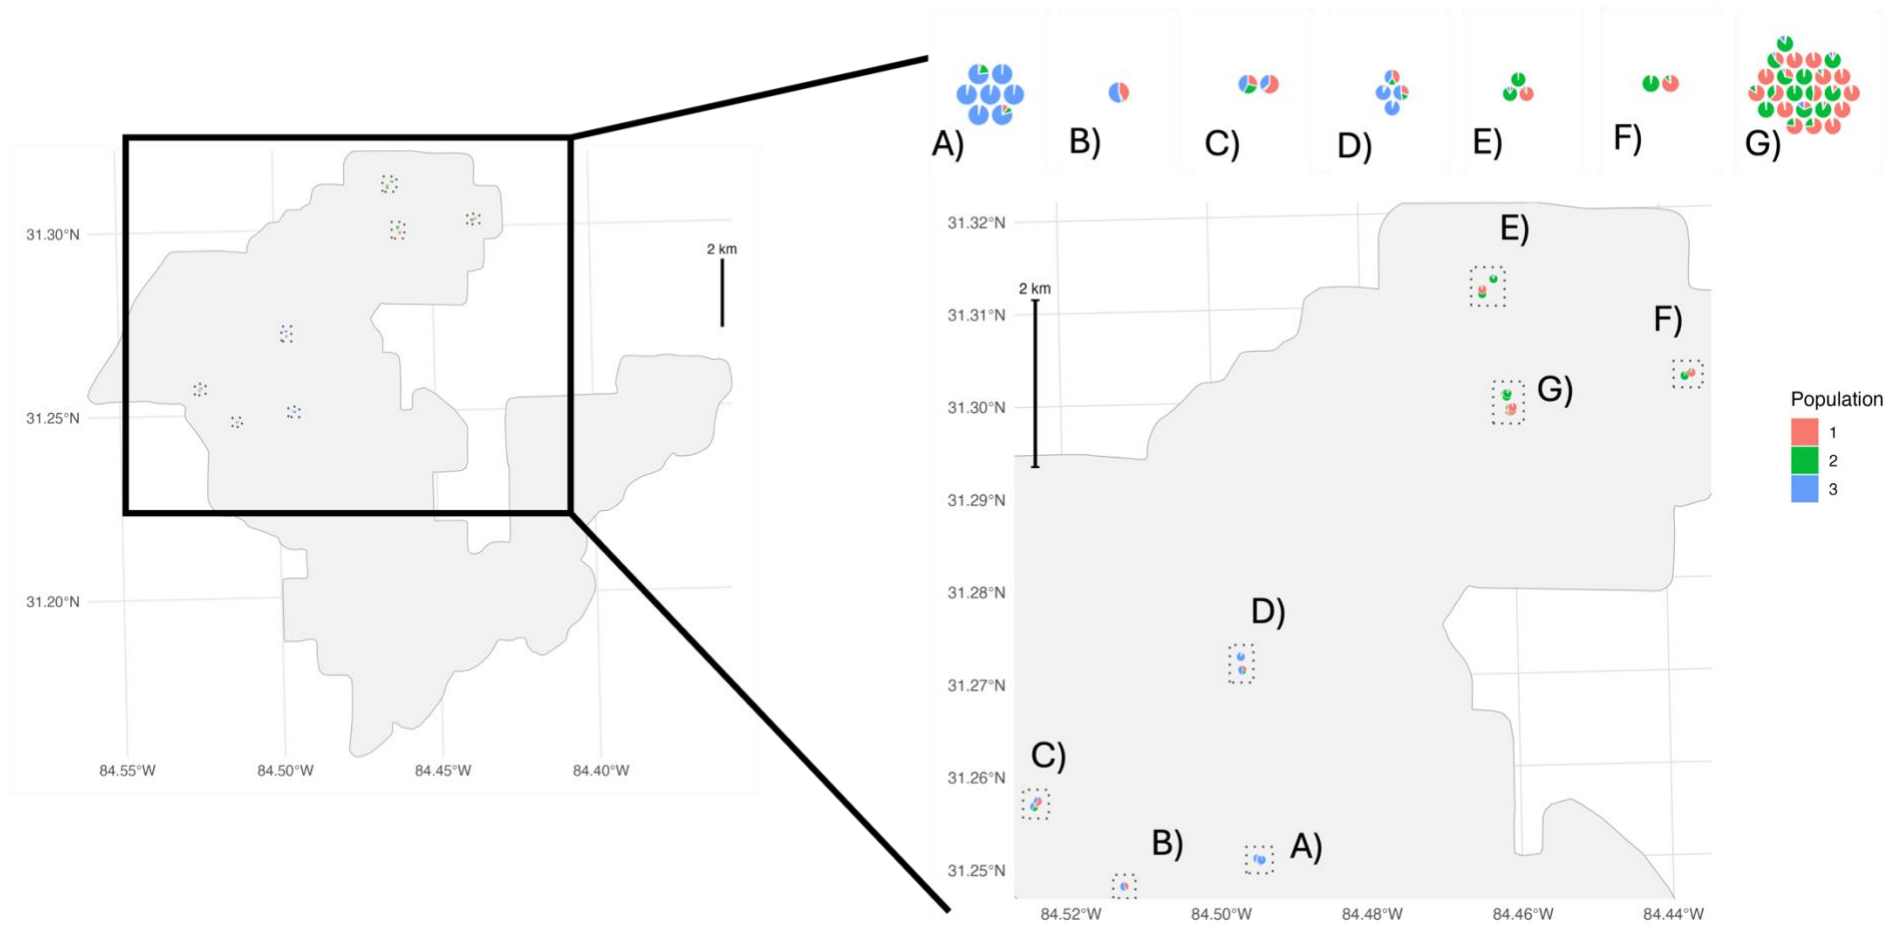 A)
B)
C)
D)
E)
F)
G)
31.30°N
31.25°N
31.20°N
84.55°W
84.50°W
84.45°W
84.40°W
2 km
31.32°N
31.31°N
31.30°N
31.29°N
31.28°N
31.27°N
31.26°N
31.25°N
84.52°W
84.50°W
84.48°W
84.46°W
84.44°W
2 km
E)
F)
G)
D)
C)
B)
A)
Population
1
2
3